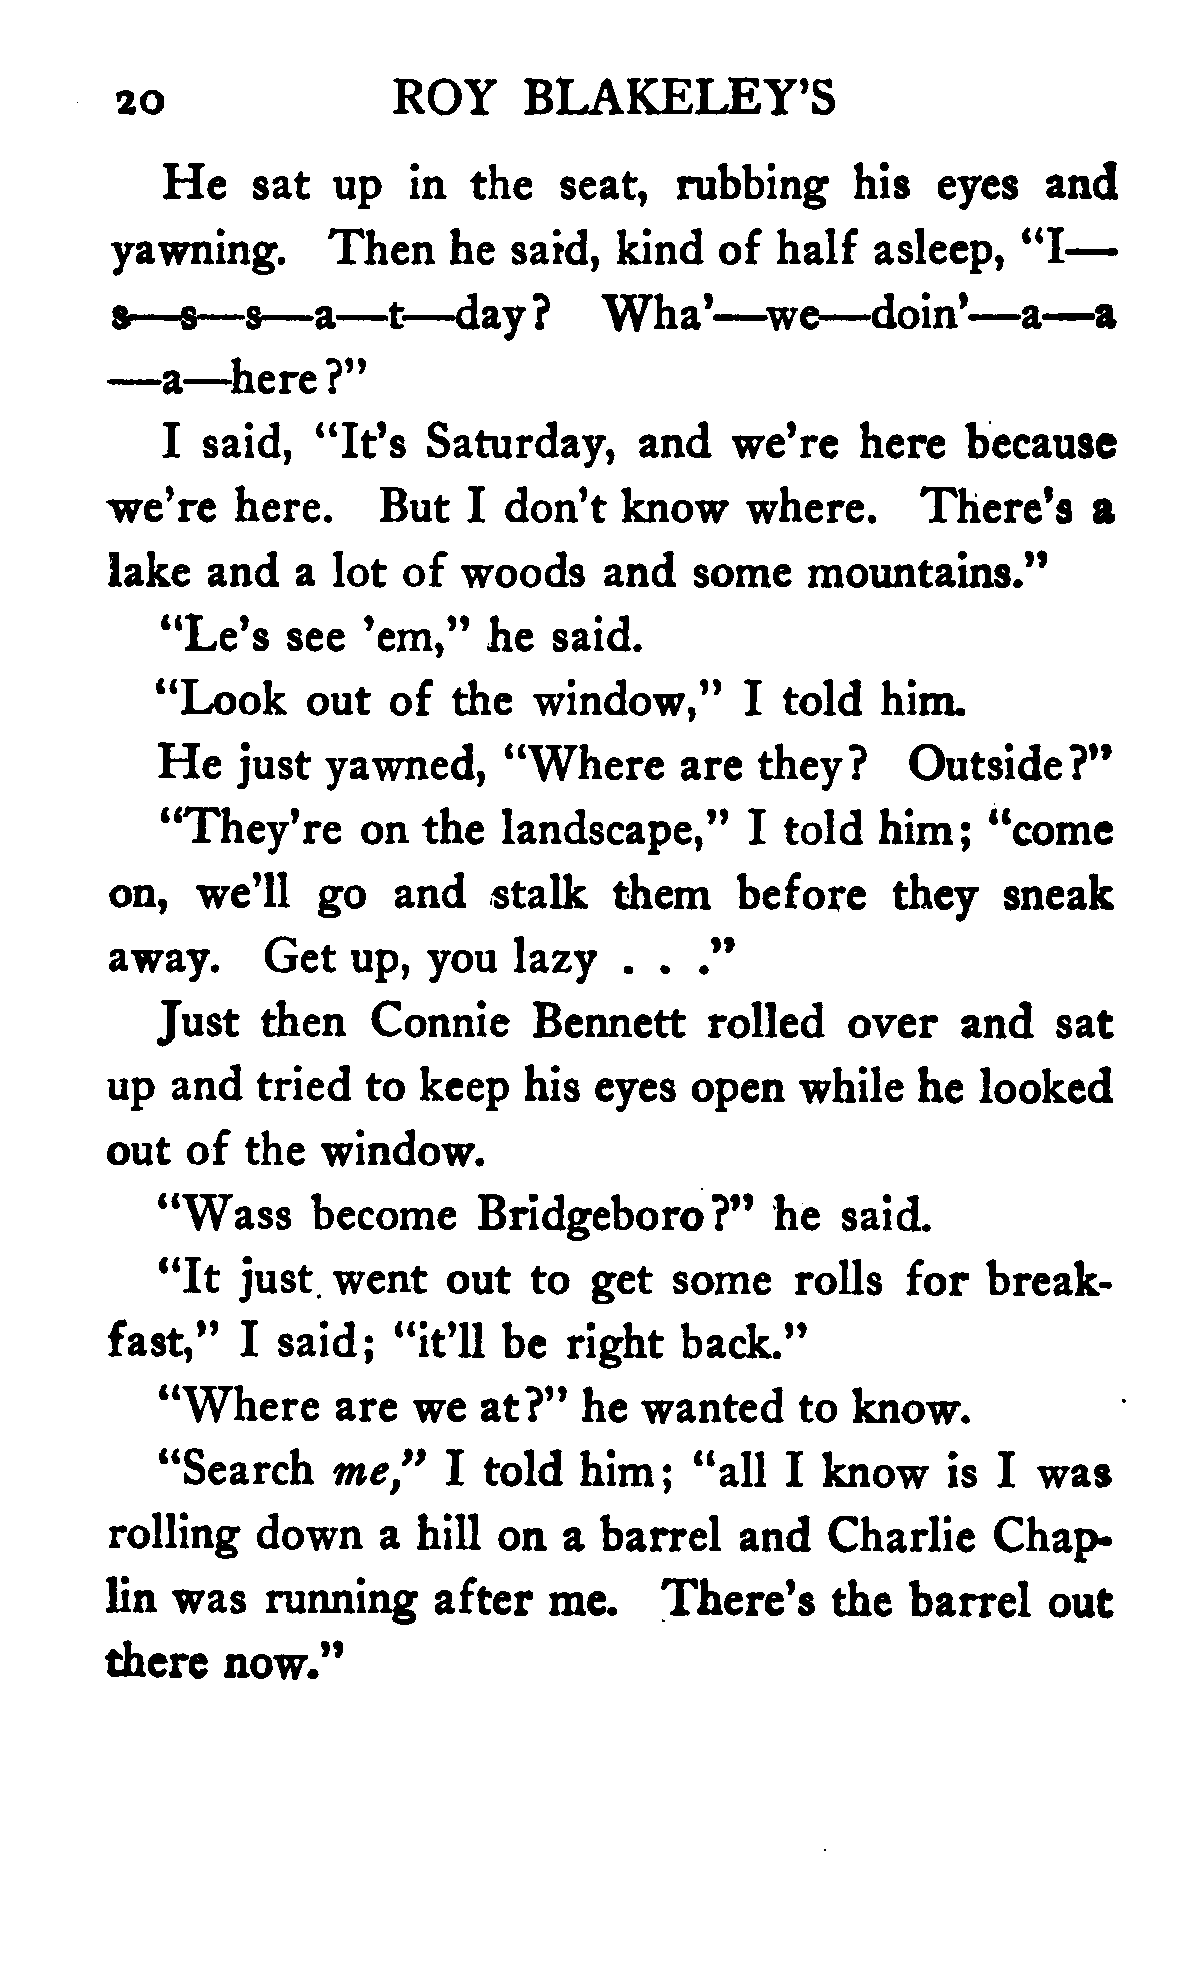 20 ROY BLAKELEY'S
He sat up in the seat, rubbing his eyes and
yawning. Then he said, kind of half asleep, "I—
s—s—s—a—t—day? Wha'—we—doin'—a—a
—a—here?"
I said, "It's Saturday, and we're here because
we're here. But I don't know where. There's a
lake and a lot of woods and some mountains."
"Le's see 'em," he said.
"Look out of the window," I told him.
He just yawned, "Where are they? Outside?"
"They're on the landscape," I told him; "come
on, we'll go and stalk them before they sneak
away. Get up, you lazy . . ."
Just then Connie Bennett rolled over and sat
up and tried to keep his eyes open while he looked
out of the window.
"Wass become Bridgeboro?" he said.
"It just went out to get some rolls for break-
fast," I said; "it'll be right back."
"Where are we at?" he wanted to know.
"Search me," I told him; "all I know is I was
rolling down a hill on a barrel and Charlie Chap-
lin was running after me. There's the barrel out
there now."